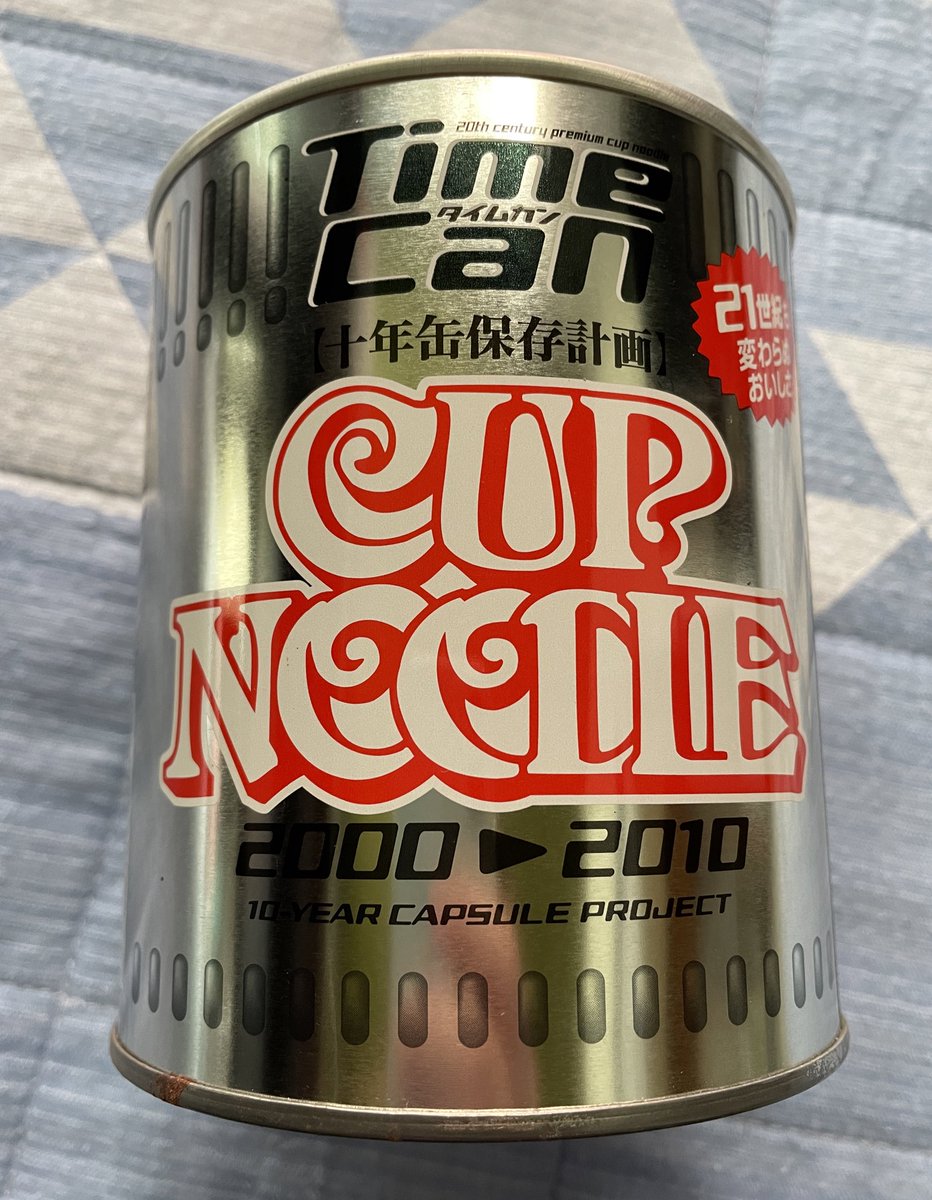 20th century premium cup noodle
Time
タイムカン
Can
【十年缶保存計画】
21世紀も
変わらぬ
おいしさ
CUP
NOODLE
2000▶2010
10-YEAR CAPSULE PROJECT